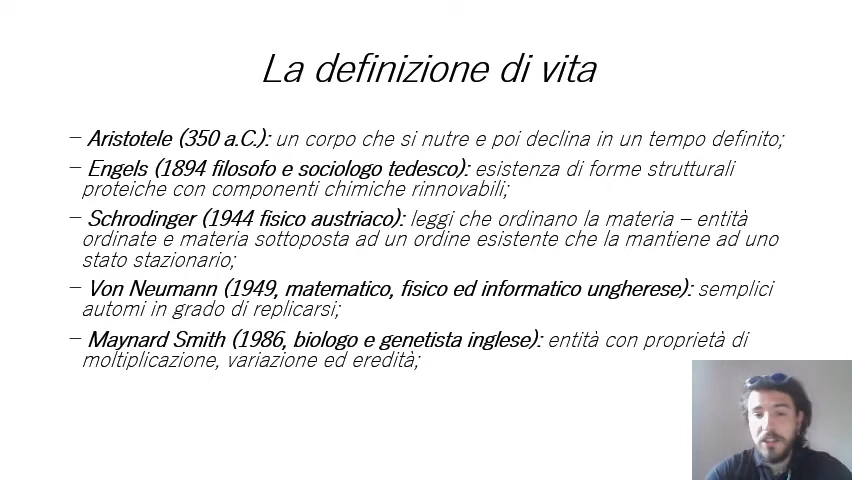 La definizione di vita
– Aristotele (350 a.C.): un corpo che si nutre e poi declina in un tempo definito;
– Engels (1894 filosofo e sociologo tedesco): esistenza di forme strutturali
proteiche con componenti chimiche rinnovabili;
– Schrodinger (1944 fisico austriaco): leggi che ordinano la materia – entità
ordinate e materia sottoposta ad un ordine esistente che la mantiene ad uno
stato stazionario;
– Von Neumann (1949, matematico, fisico ed informatico ungherese): semplici
automi in grado di replicarsi;
– Maynard Smith (1986, biologo e genetista inglese): entità con proprietà di
moltiplicazione, variazione ed eredità;